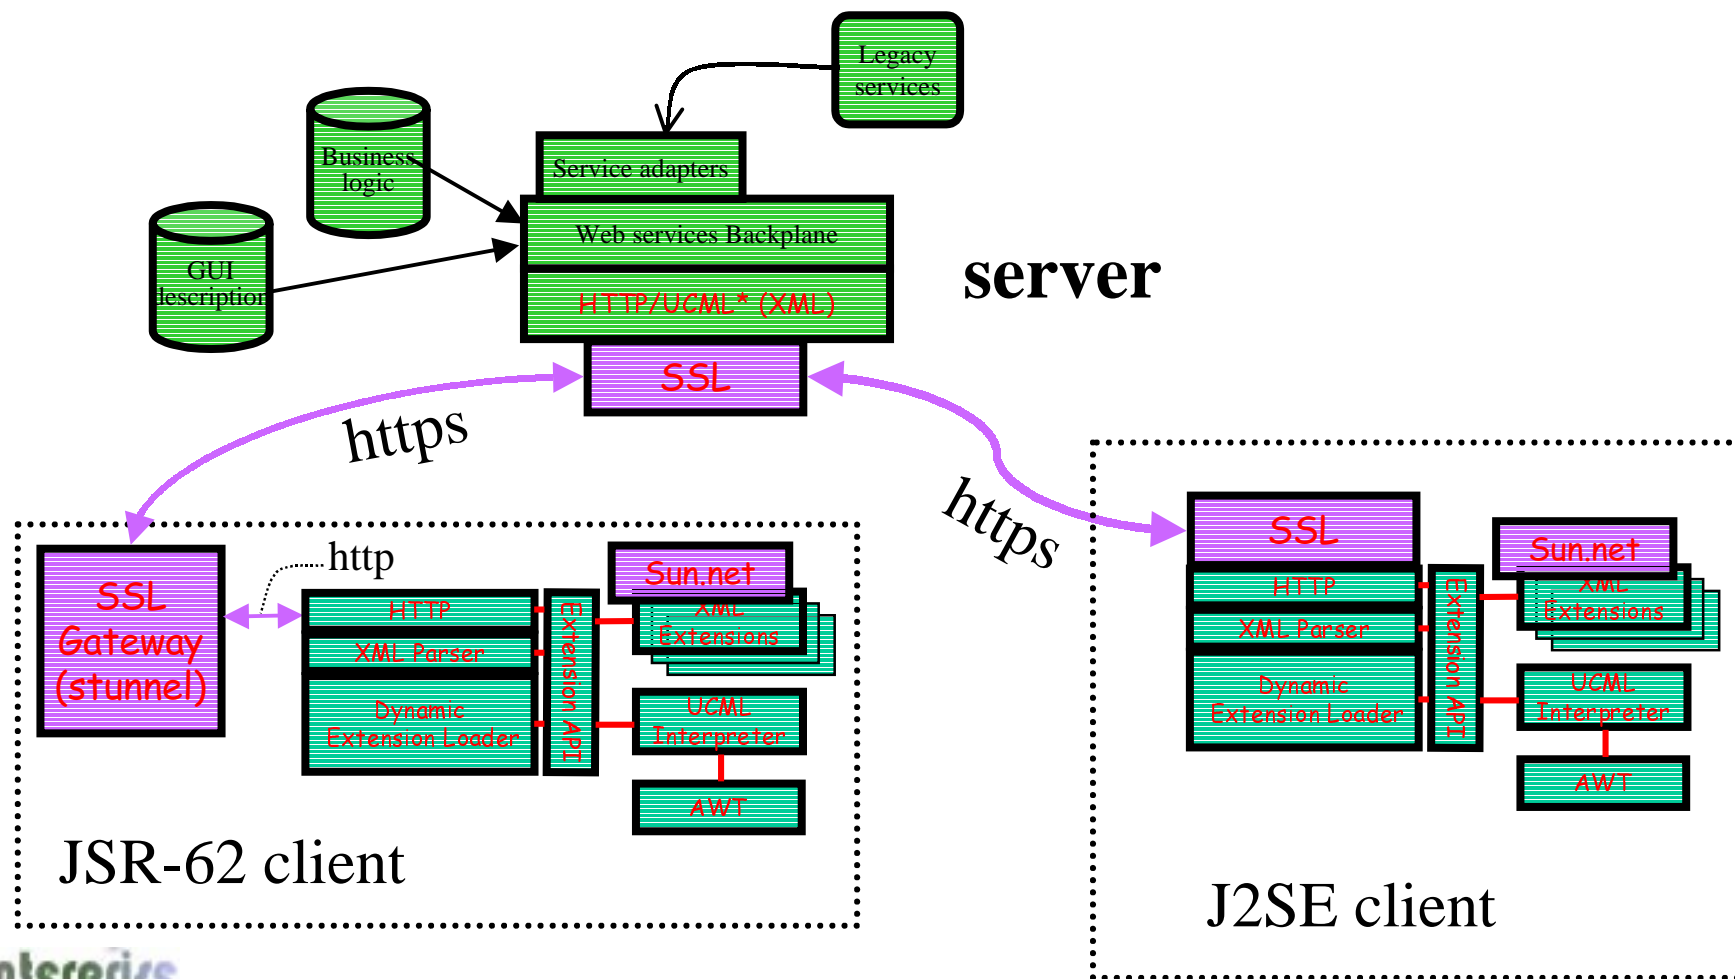 Legacy
services
Business
logic
Service adapters
Web services Backplane
GUI
description
HTTP/UCML* (XML)
server
SSL
https
https
JSR-62 client
SSL
Gateway
(stunnel)
http
HTTP
XML Parser
Dynamic
Extension Loader
Extension API
Sun.net
XML
Extensions
UCML
Interpreter
AWT
J2SE client
SSL
HTTP
XML Parser
Dynamic
Extension Loader
Extension API
Sun.net
XML
Extensions
UCML
Interpreter
AWT